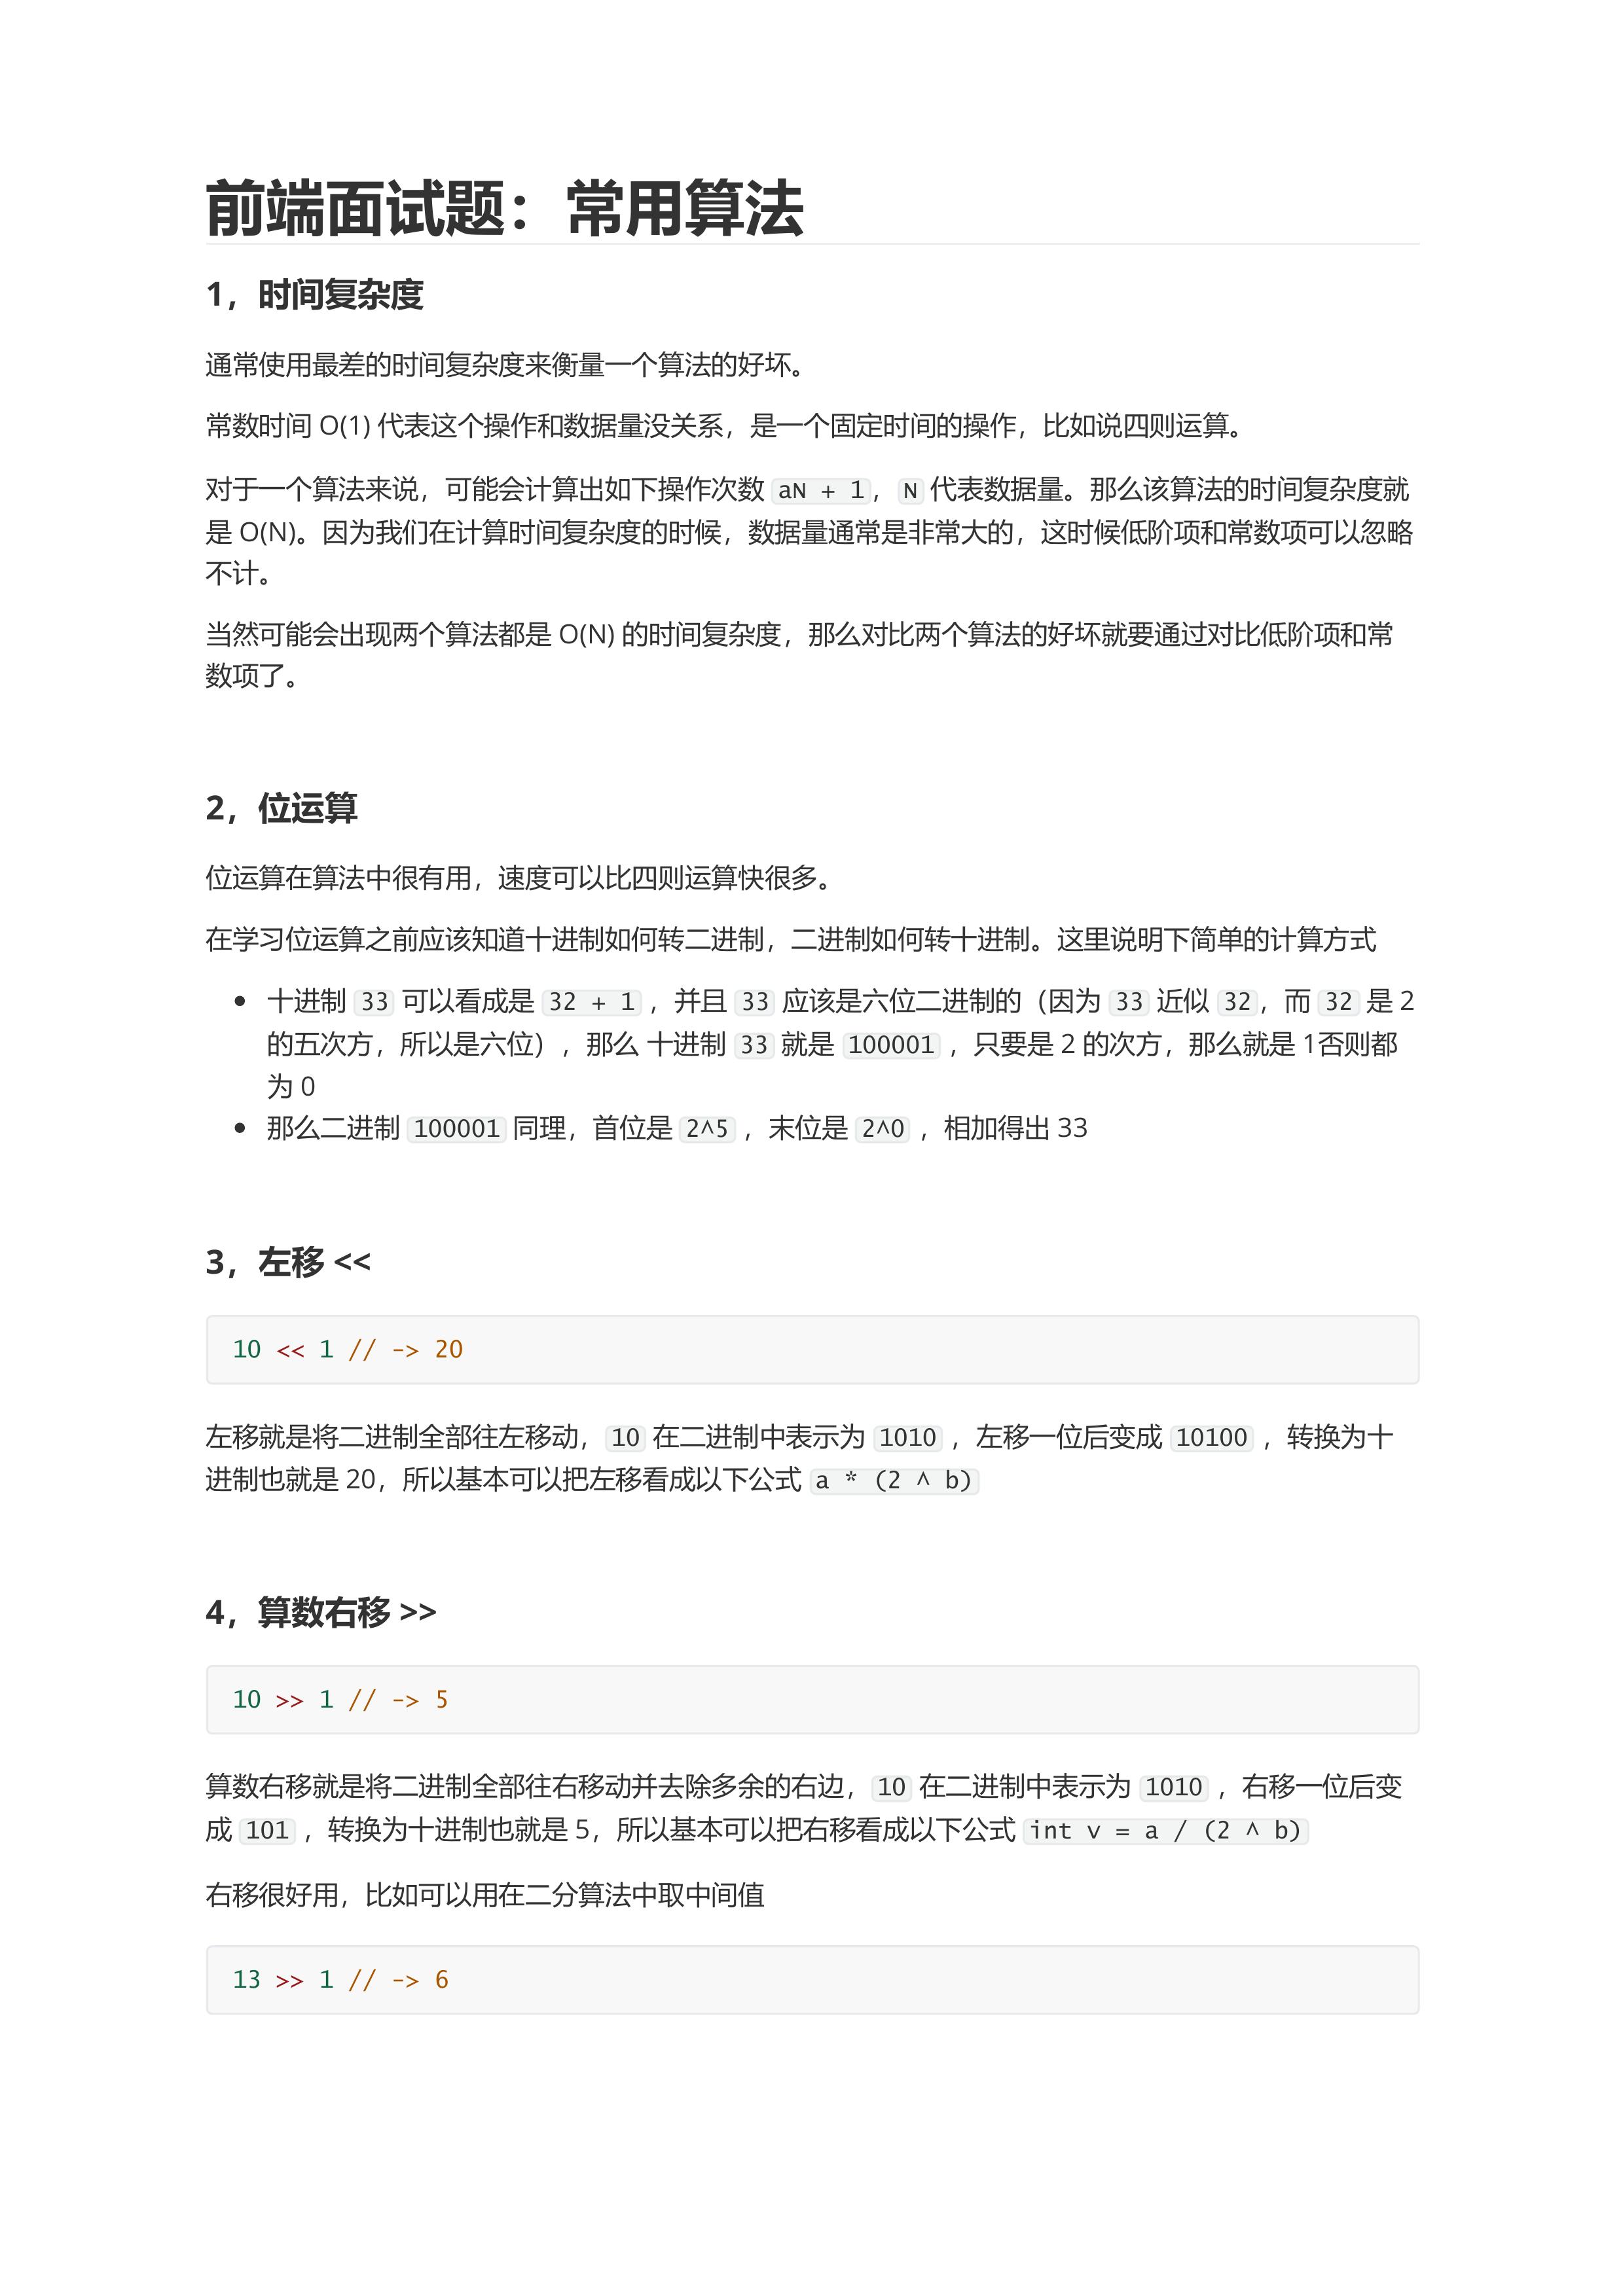 前端面试题：常用算法
1，时间复杂度
通常使用最差的时间复杂度来衡量一个算法的好坏。
常数时间 O(1) 代表这个操作和数据量没关系，是一个固定时间的操作，比如说四则运算。
对于一个算法来说，可能会计算出如下操作次数 aN + 1，N 代表数据量。那么该算法的时间复杂度就
是 O(N)。因为我们在计算时间复杂度的时候，数据量通常是非常大的，这时候低阶项和常数项可以忽略
不计。
当然可能会出现两个算法都是 O(N) 的时间复杂度，那么对比两个算法的好坏就要通过对比低阶项和常
数项了。
2，位运算
位运算在算法中很有用，速度可以比四则运算快很多。
在学习位运算之前应该知道十进制如何转二进制，二进制如何转十进制。这里说明下简单的计算方式
• 十进制 33 可以看成是 32 + 1 ，并且 33 应该是六位二进制的（因为 33 近似 32，而 32 是 2
的五次方，所以是六位），那么 十进制 33 就是 100001 ，只要是 2 的次方，那么就是 1否则都
为 0
• 那么二进制 100001 同理，首位是 2^5 ，末位是 2^0 ，相加得出 33
3，左移 <<
10 << 1 // -> 20
左移就是将二进制全部往左移动，10 在二进制中表示为 1010 ，左移一位后变成 10100 ，转换为十
进制也就是 20，所以基本可以把左移看成以下公式 a * (2 ^ b)
4，算数右移 >>
10 >> 1 // -> 5
算数右移就是将二进制全部往右移动并去除多余的右边，10 在二进制中表示为 1010 ，右移一位后变
成 101 ，转换为十进制也就是 5，所以基本可以把右移看成以下公式 int v = a / (2 ^ b)
右移很好用，比如可以用在二分算法中取中间值
13 >> 1 // -> 6